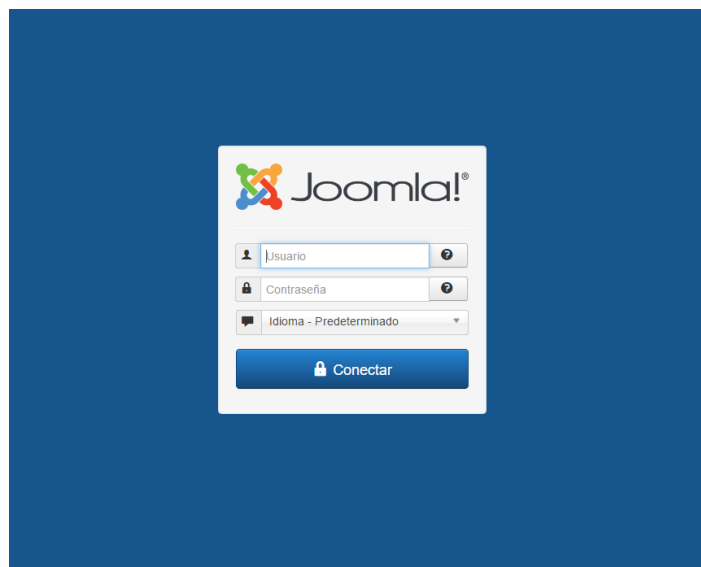 Joomla!®
Usuario
Contraseña
Idioma - Predeterminado
Conectar